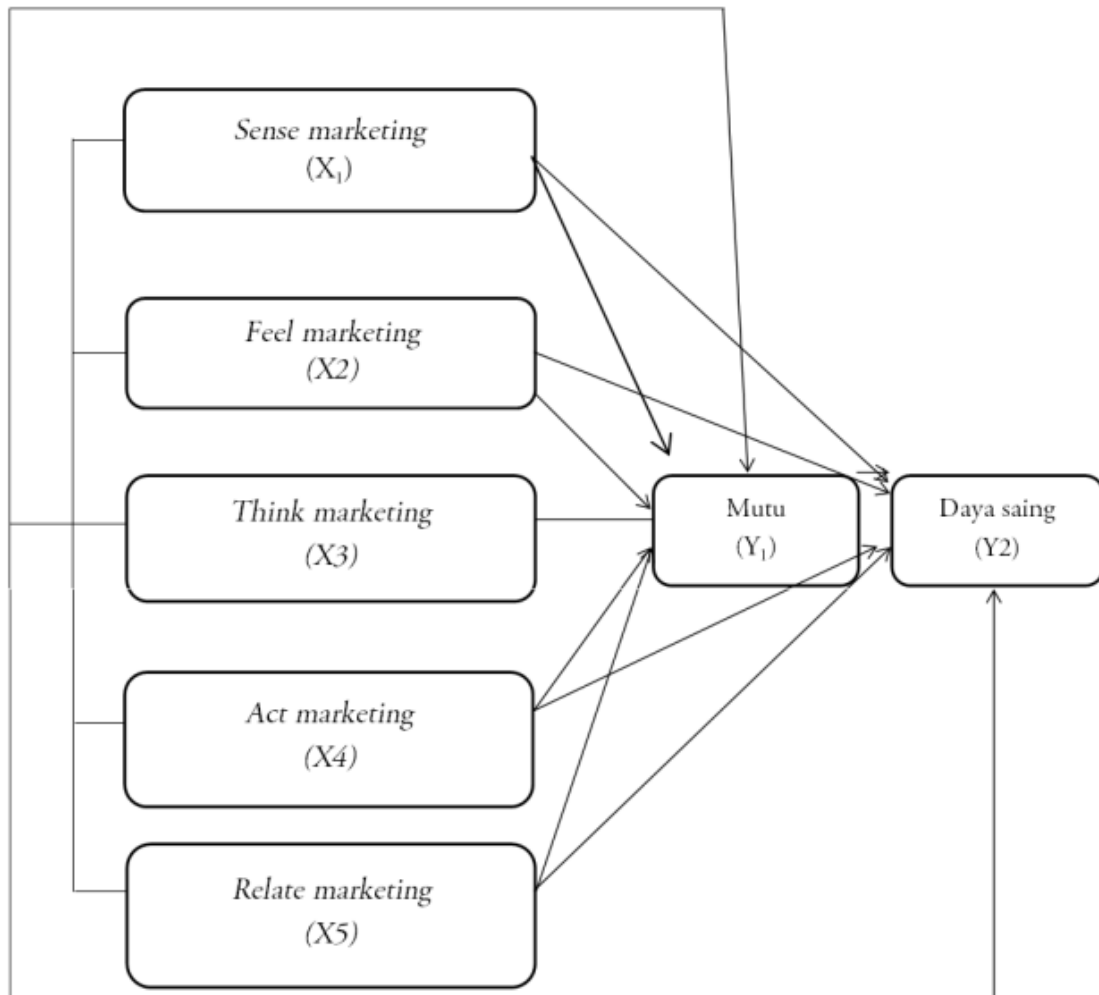 Sense marketing
(X₁)
Feel marketing
(X2)
Think marketing
(X3)
Mutu
(Y₁)
Daya saing
(Y2)
Act marketing
(X4)
Relate marketing
(X5)